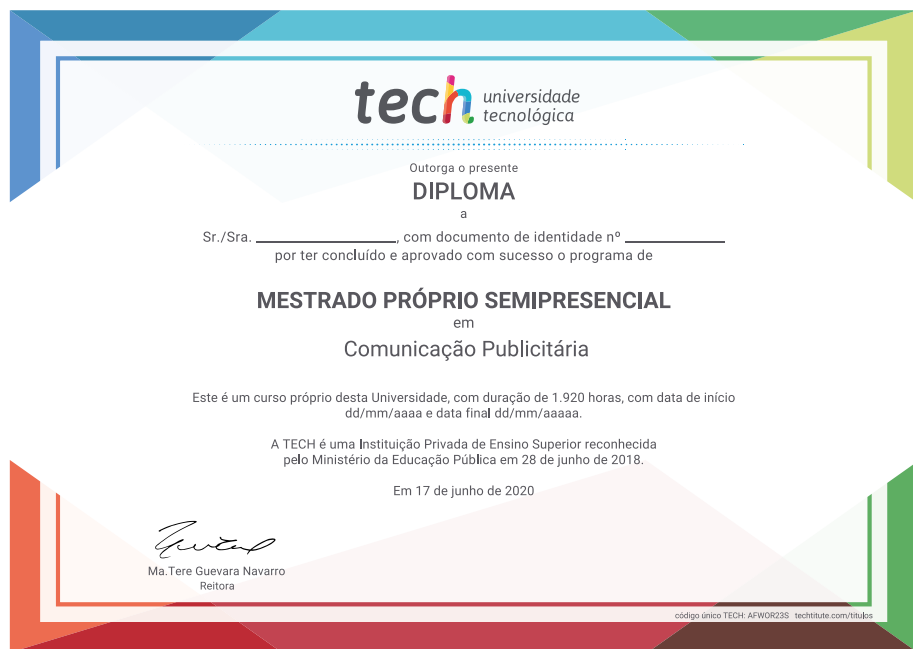 tech universidade
tecnológica
Outorga o presente
DIPLOMA
a
Sr./Sra. ________________, com documento de identidade nº ____________
por ter concluído e aprovado com sucesso o programa de
MESTRADO PRÓPRIO SEMIPRESENCIAL
em
Comunicação Publicitária
Este é um curso próprio desta Universidade, com duração de 1.920 horas, com data de início
dd/mm/aaaa e data final dd/mm/aaaaa.
A TECH é uma Instituição Privada de Ensino Superior reconhecida
pelo Ministério da Educação Pública em 28 de junho de 2018.
Em 17 de junho de 2020
Ma.Tere Guevara Navarro
Reitora
código único TECH: AFWOR23S techtitute.com/titulos